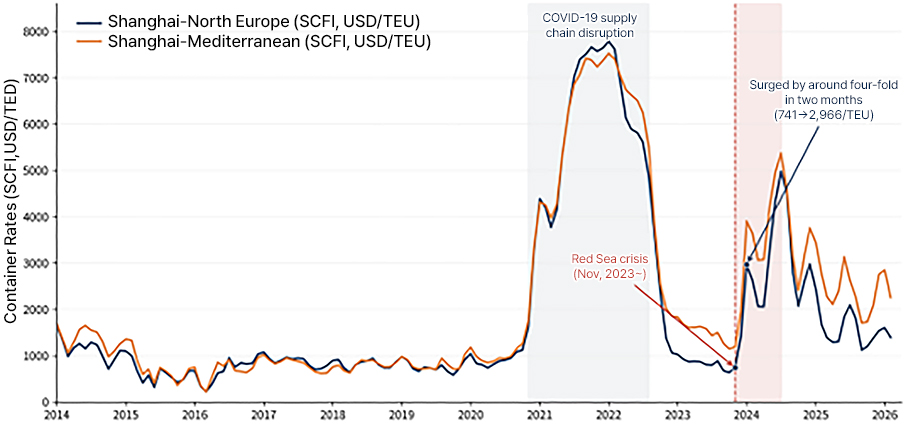 Shanghai-North Europe (SCFI, USD/TEU)
Shanghai-Mediterranean (SCFI, USD/TEU)
COVID-19 supply
chain disruption
Surged by around four-fold
in two months
(741→2,966/TEU)
Red Sea crisis
(Nov, 2023~)
Container Rates (SCFI,USD/TED)
8000
7000
6000
5000
4000
3000
2000
1000
0
2014 2015 2016 2017 2018 2019 2020 2021 2022 2023 2024 2025 2026